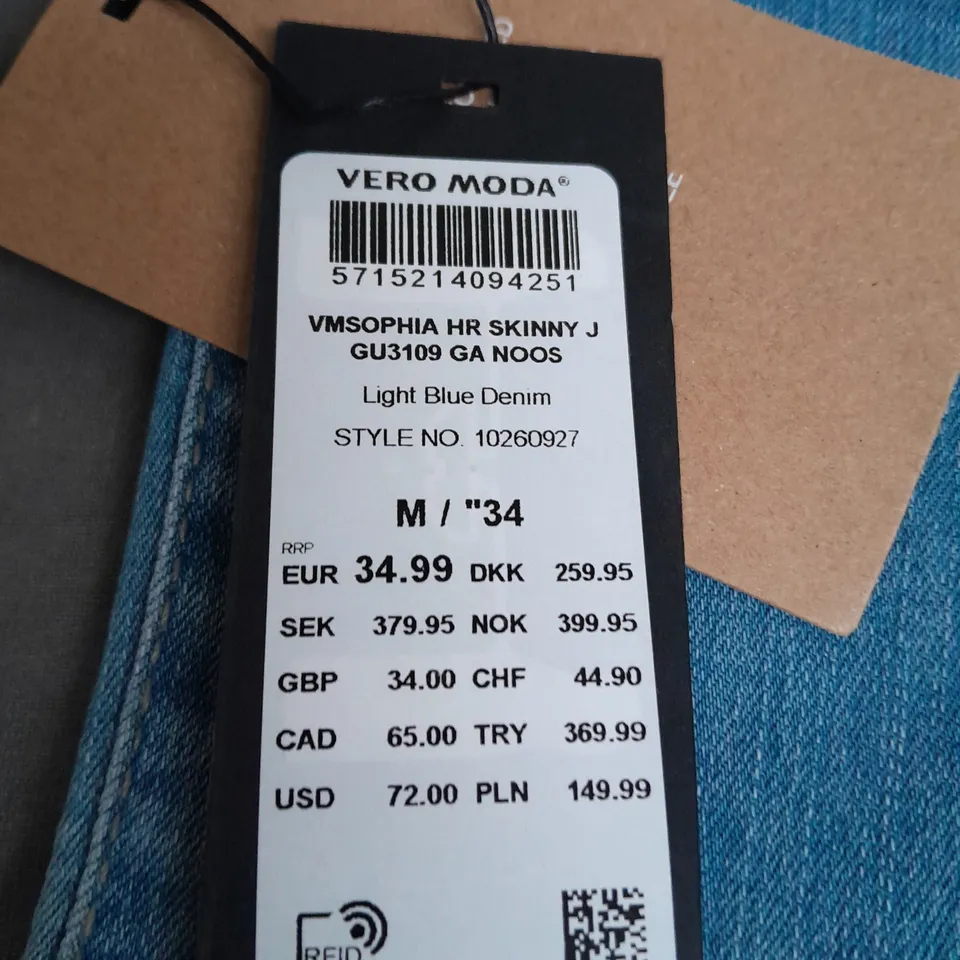 VERO MODA®
5715214094251
VMSOPHIA HR SKINNY J
GU3109 GA NOOS
Light Blue Denim
STYLE NO. 10260927
M / "34
RRP
EUR 34.99 DKK 259.95
SEK 379.95 NOK 399.95
GBP 34.00 CHF 44.90
CAD 65.00 TRY 369.99
USD 72.00 PLN 149.99
RFID